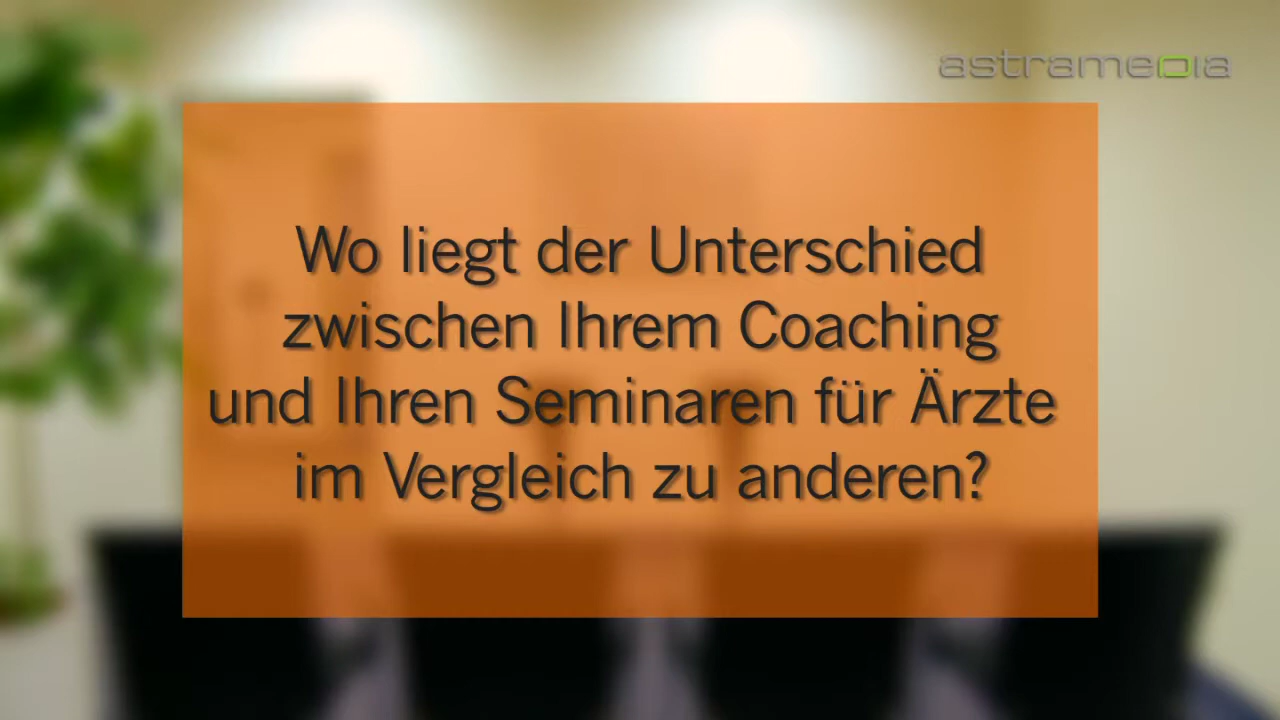 astramedia
Wo liegt der Unterschied
zwischen Ihrem Coaching
und Ihren Seminaren für Ärzte
im Vergleich zu anderen?